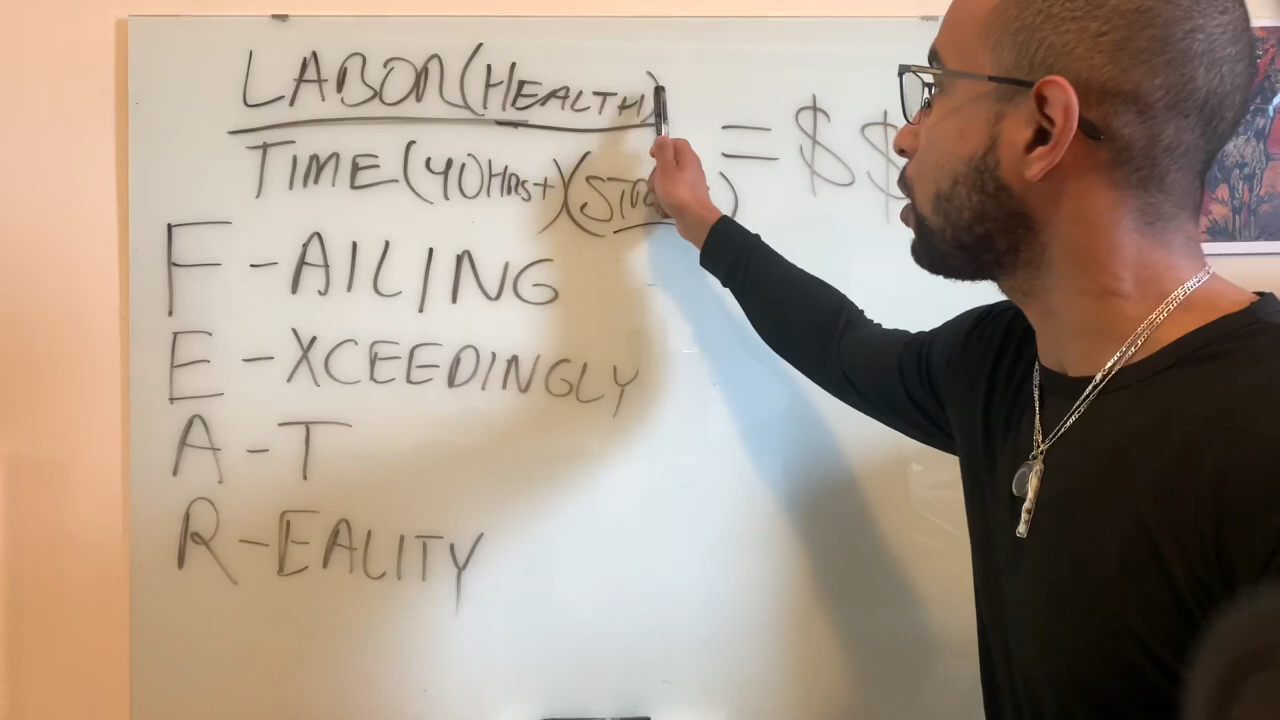 LABOR(HEALTH) = $ $
TIME(40HRS+)
F-AILING
E-XCEEDINGLY
A-T
R-EALITY